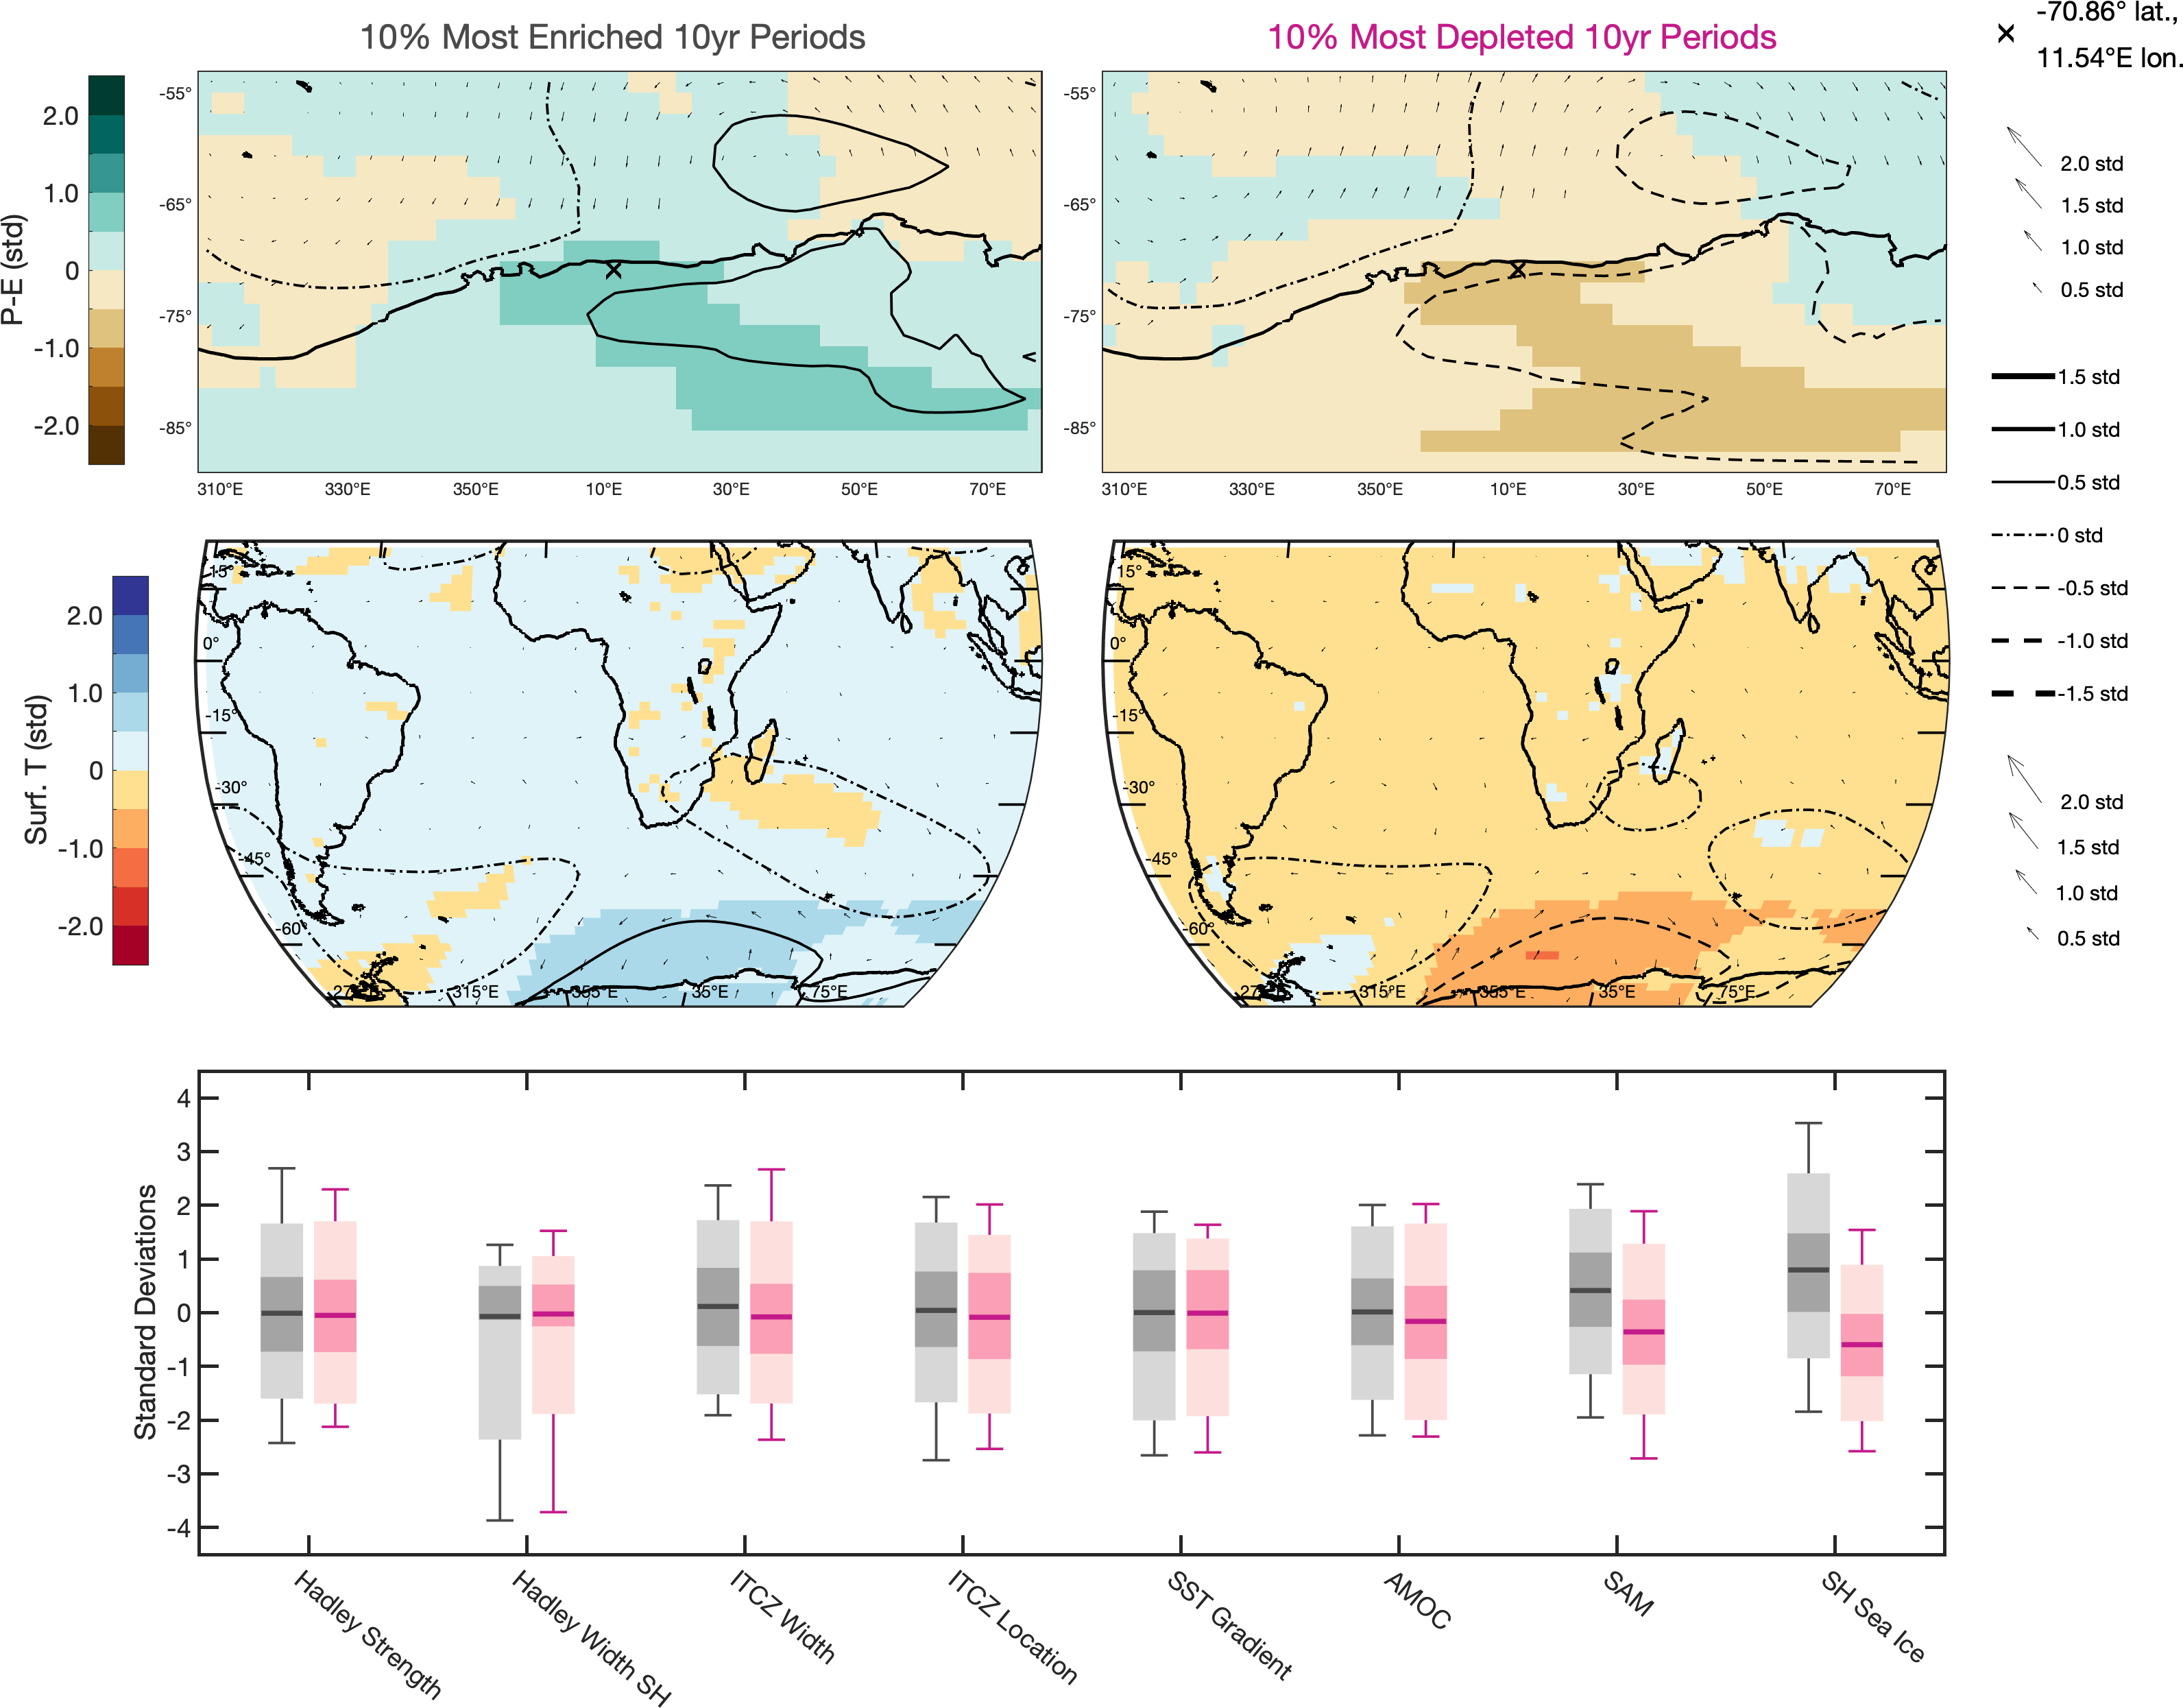 10% Most Enriched 10yr Periods
10% Most Depleted 10yr Periods
-70.86° lat.,
11.54°E lon.
P-E (std)
2.0
1.0
0
-1.0
-2.0
-55°
-65°
-75°
-85°
310°E 330°E 350°E 10°E 30°E 50°E 70°E
-55°
-65°
-75°
-85°
310°E 330°E 350°E 10°E 30°E 50°E 70°E
2.0 std
1.5 std
1.0 std
0.5 std
1.5 std
1.0 std
0.5 std
0 std
-0.5 std
-1.0 std
-1.5 std
Surf. T (std)
2.0
1.0
0
-1.0
-2.0
15°
0°
-15°
-30°
-45°
-60°
315°E 355°E 35°E 75°E
15°
0°
-15°
-30°
-45°
-60°
315°E 355°E 35°E 75°E
2.0 std
1.5 std
1.0 std
0.5 std
Standard Deviations
4
3
2
1
0
-1
-2
-3
-4
Hadley Strength
Hadley Width SH
ITCZ Width
ITCZ Location
SST Gradient
AMOC
SAM
SH Sea Ice